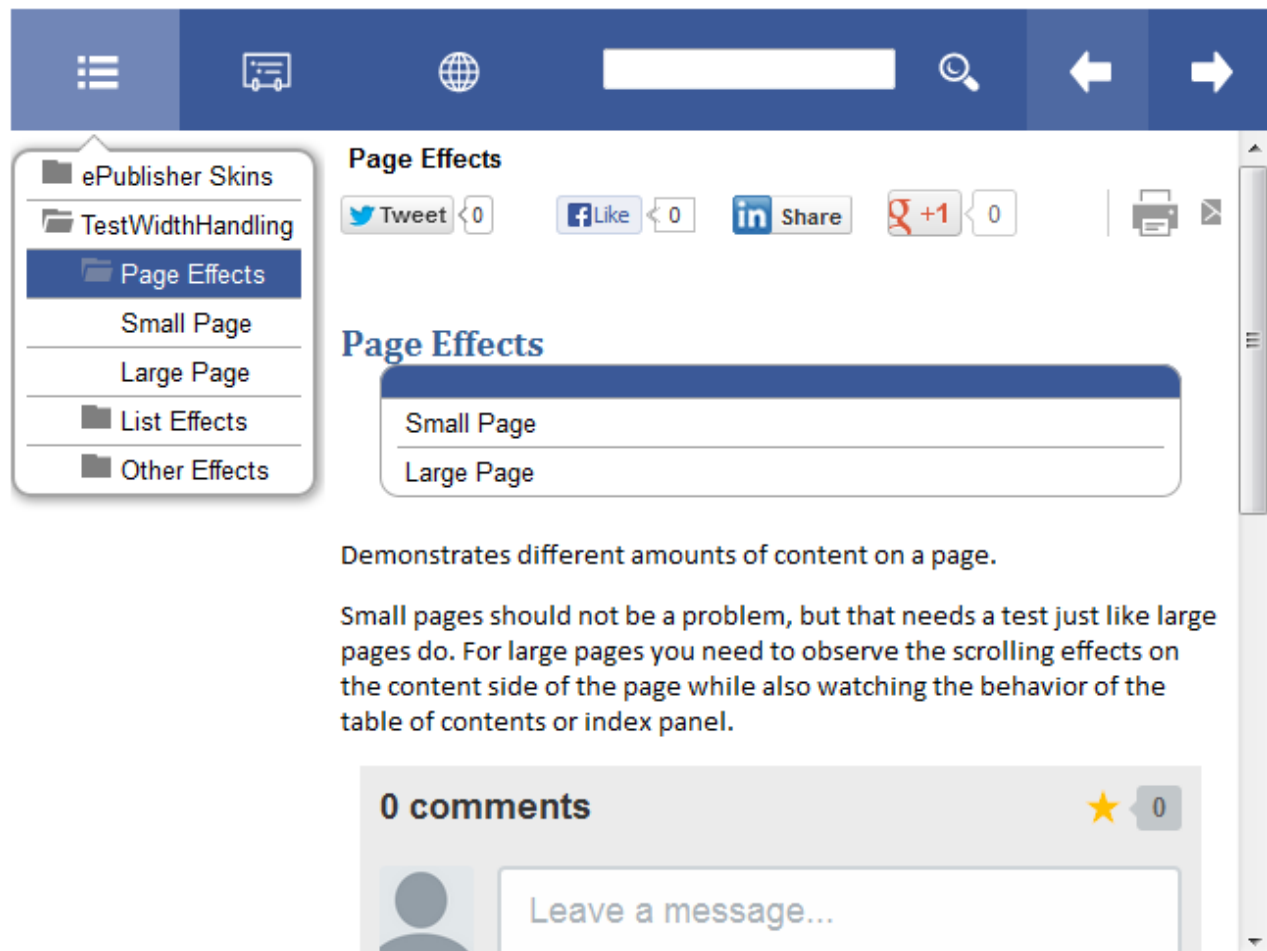 ePublisher Skins
TestWidthHandling
Page Effects
Small Page
Large Page
List Effects
Other Effects
Page Effects
Tweet 0
Like 0
in Share
g +1 0
Page Effects
Small Page
Large Page
Demonstrates different amounts of content on a page.
Small pages should not be a problem, but that needs a test just like large
pages do. For large pages you need to observe the scrolling effects on
the content side of the page while also watching the behavior of the
table of contents or index panel.
0 comments
0
Leave a message...